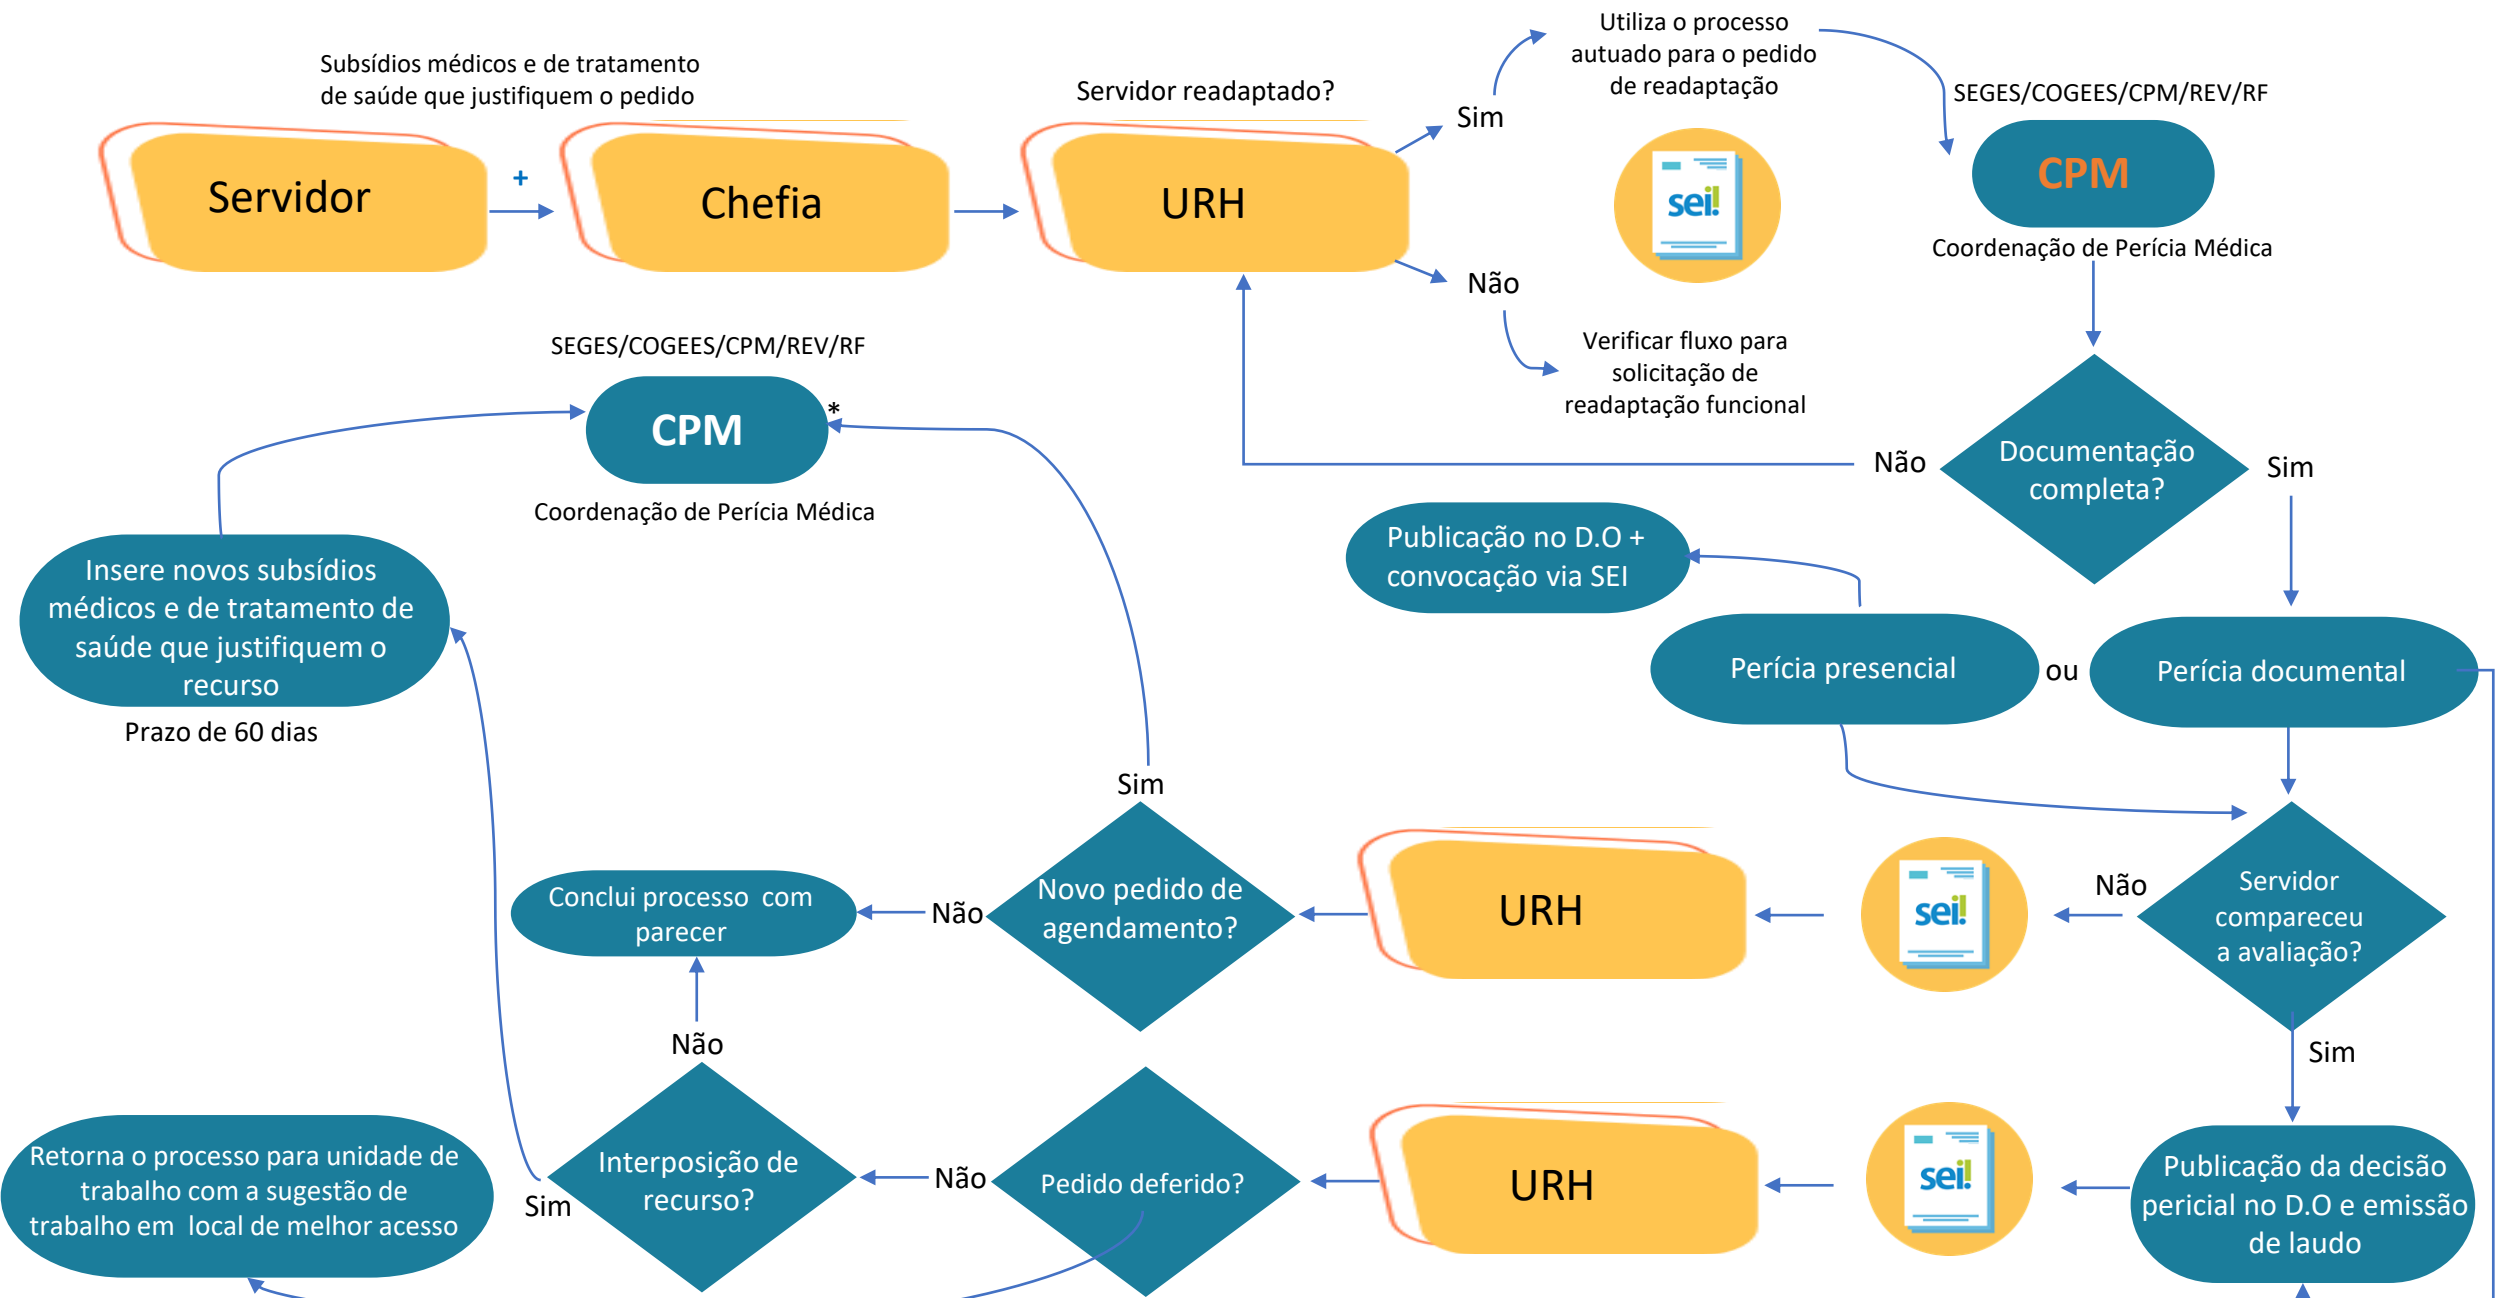 Subsídios médicos e de tratamento
de saúde que justifiquem o pedido
Servidor
+
Chefia
Servidor readaptado?
URH
Sim
Utiliza o processo
autuado para o pedido
de readaptação
sei!
Não
Verificar fluxo para
solicitação de
readaptação funcional
SEGES/COGEES/CPM/REV/RF
CPM
Coordenação de Perícia Médica
Documentação
completa?
Não
Sim
SEGES/COGEES/CPM/REV/RF
CPM
*
Coordenação de Perícia Médica
Insere novos subsídios
médicos e de tratamento de
saúde que justifiquem o
recurso
Prazo de 60 dias
Publicação no D.O +
convocação via SEI
Perícia presencial
ou
Perícia documental
Sim
Conclui processo  com
parecer
Não
Novo pedido de
agendamento?
URH
sei!
Não
Servidor
compareceu
a avaliação?
Não
Sim
Retorna o processo para unidade de
trabalho com a sugestão de
trabalho em  local de melhor acesso
Sim
Interposição de
recurso?
Não
Pedido deferido?
URH
sei!
Publicação da decisão
pericial no D.O e emissão
de laudo